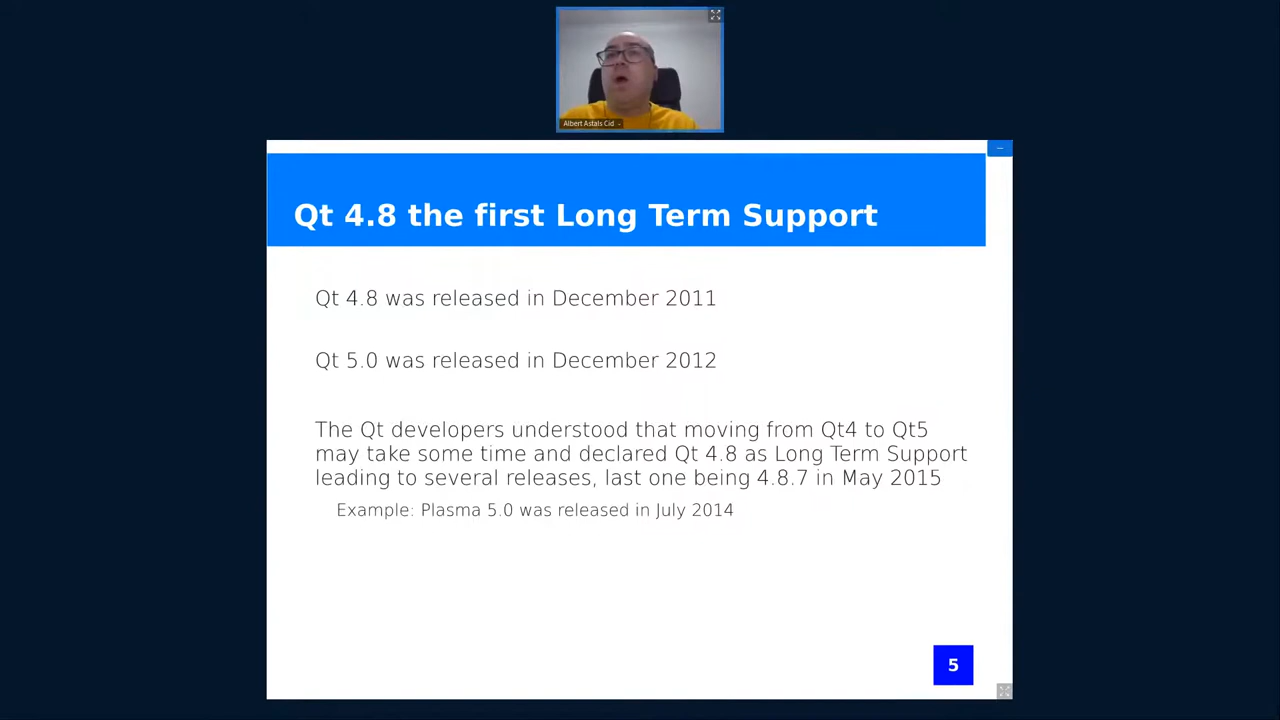 Albert Astals Cid
Qt 4.8 the first Long Term Support
Qt 4.8 was released in December 2011
Qt 5.0 was released in December 2012
The Qt developers understood that moving from Qt4 to Qt5
may take some time and declared Qt 4.8 as Long Term Support
leading to several releases, last one being 4.8.7 in May 2015
Example: Plasma 5.0 was released in July 2014
5